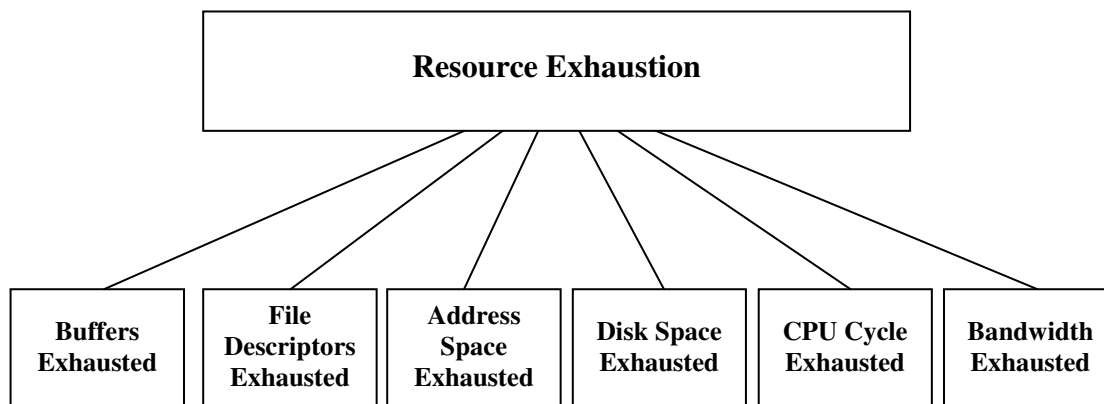 Resource Exhaustion
Buffers
Exhausted
File
Descriptors
Exhausted
Address
Space
Exhausted
Disk Space
Exhausted
CPU Cycle
Exhausted
Bandwidth
Exhausted